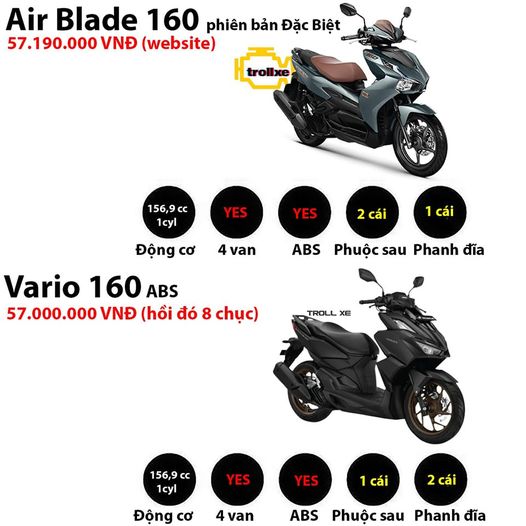 Air Blade 160 phiên bản Đặc Biệt
57.190.000 VNĐ (website)
trollxe
156,9 cc
1cyl
YES
YES
2 cái
1 cái
Động cơ
4 van
ABS
Phuộc sau
Phanh đĩa
Vario 160 ABS
57.000.000 VNĐ (hồi đó 8 chục)
TROLL XE
156,9 cc
1cyl
YES
YES
1 cái
2 cái
Động cơ
4 van
ABS
Phuộc sau
Phanh đĩa